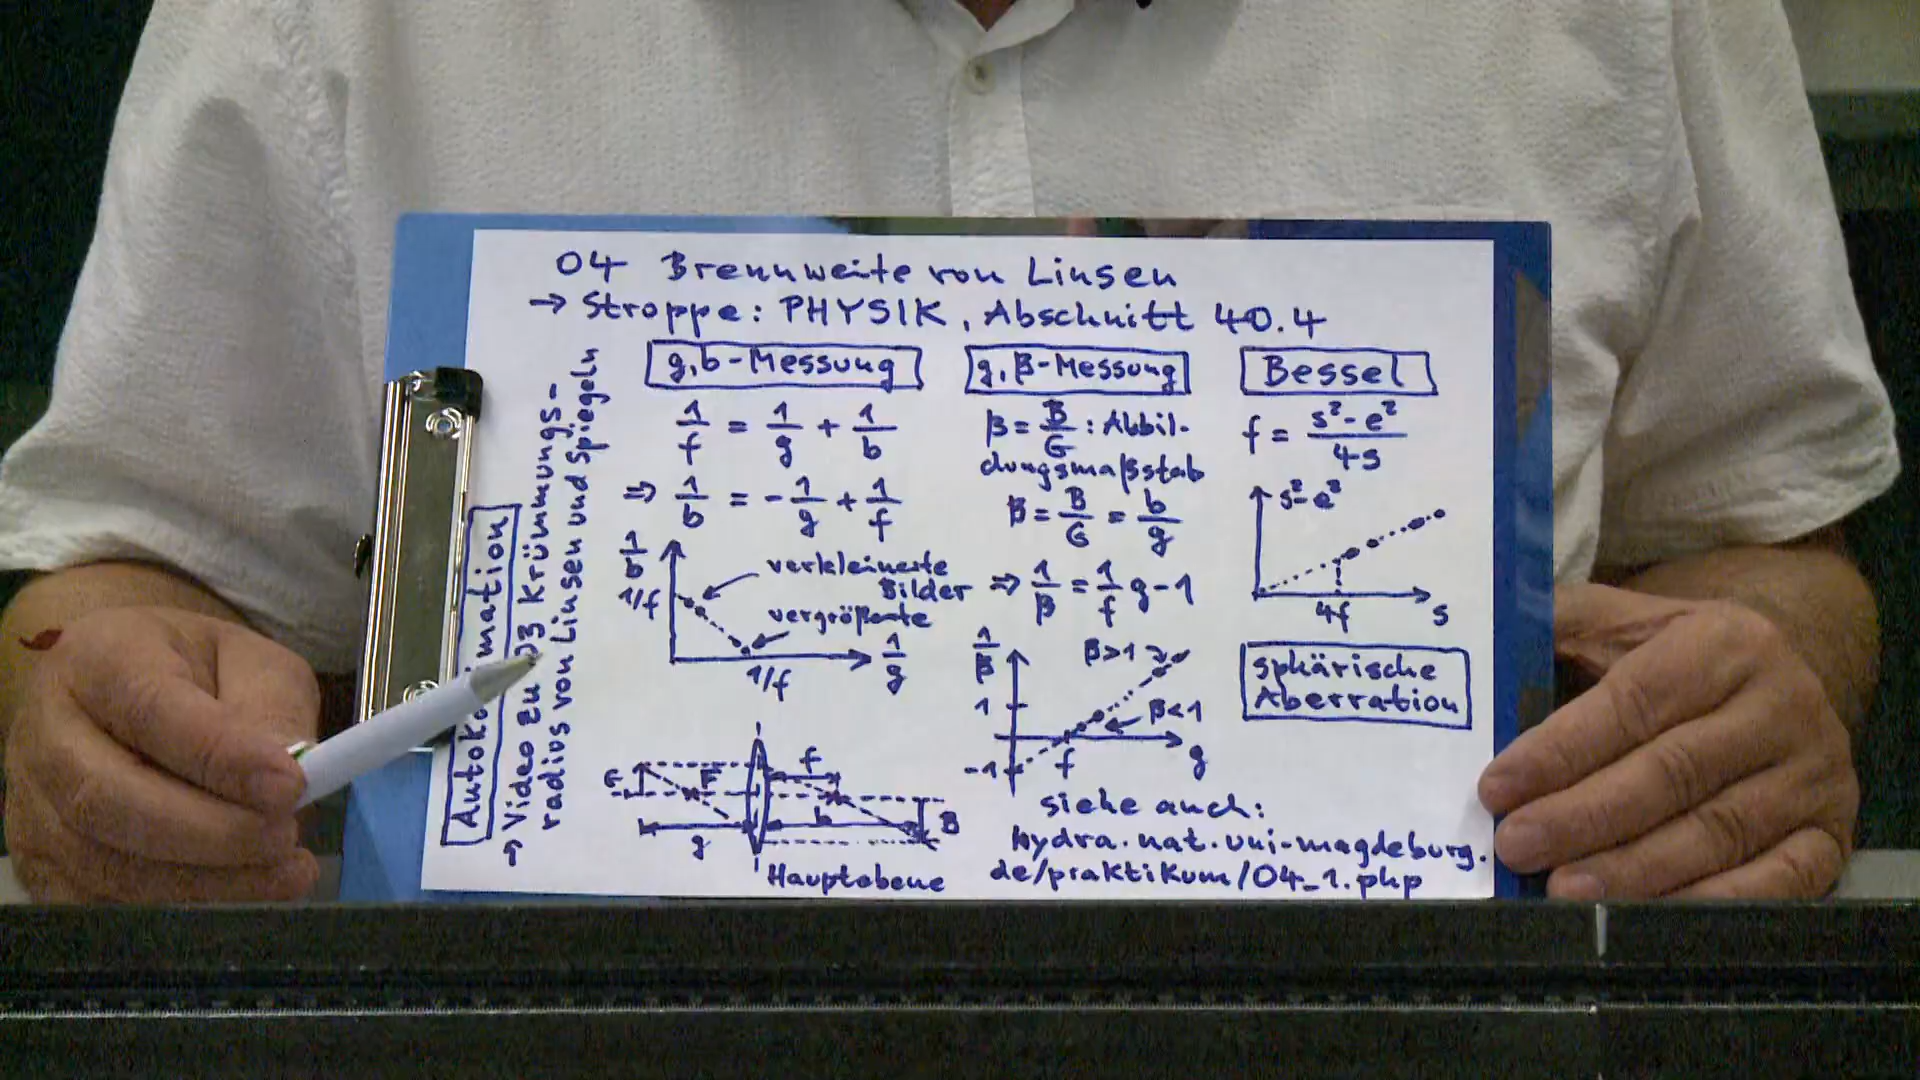 04 Brennweite von Linsen
→ Stroppe: PHYSIK, Abschnitt 40.4
Autokollimation
→ Video zu 03 Krümmungs-
radius von Linsen und Spiegeln
g,b-Messung
1/f = 1/g + 1/b
⇒ 1/b = -1/g + 1/f
1/b
1/f
verkleinerte
Bilder
vergrößerte
1/f
1/g
G
F
f
b
B
g
Hauptebene
g,β-Messung
β = B/G : Abbil-
dungsmaßstab
β = B/G = b/g
⇒ 1/β = 1/f g - 1
1/β
β>1
1
β<1
-1
f
g
siehe auch:
hydra.nat.uni-magdeburg.
de/praktikum/04_1.php
Bessel
f = s²-e²/4s
s²-e²
4f
s
sphärische
Aberration